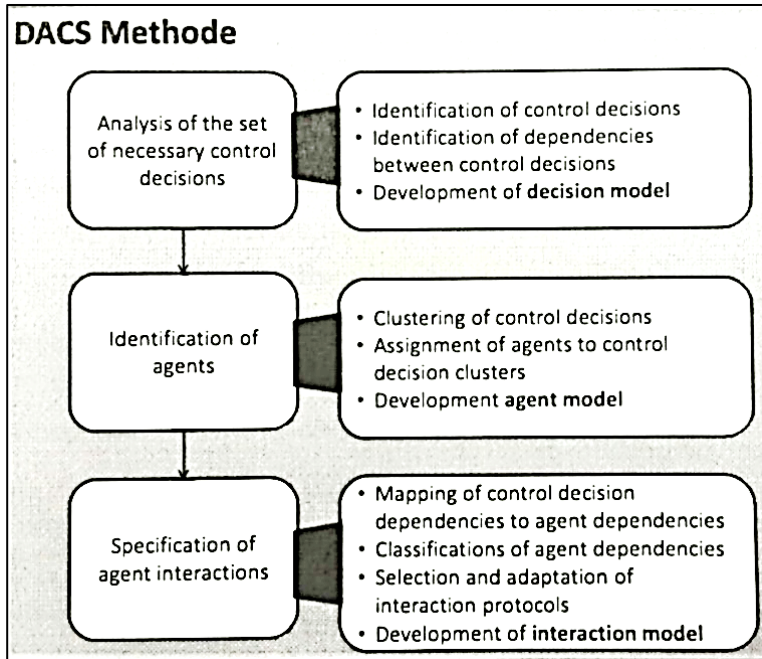 DACS Methode
Analysis of the set
of necessary control
decisions
• Identification of control decisions
• Identification of dependencies
between control decisions
• Development of decision model
Identification of
agents
• Clustering of control decisions
• Assignment of agents to control
decision clusters
• Development agent model
Specification of
agent interactions
• Mapping of control decision
dependencies to agent dependencies
• Classifications of agent dependencies
• Selection and adaptation of
interaction protocols
• Development of interaction model